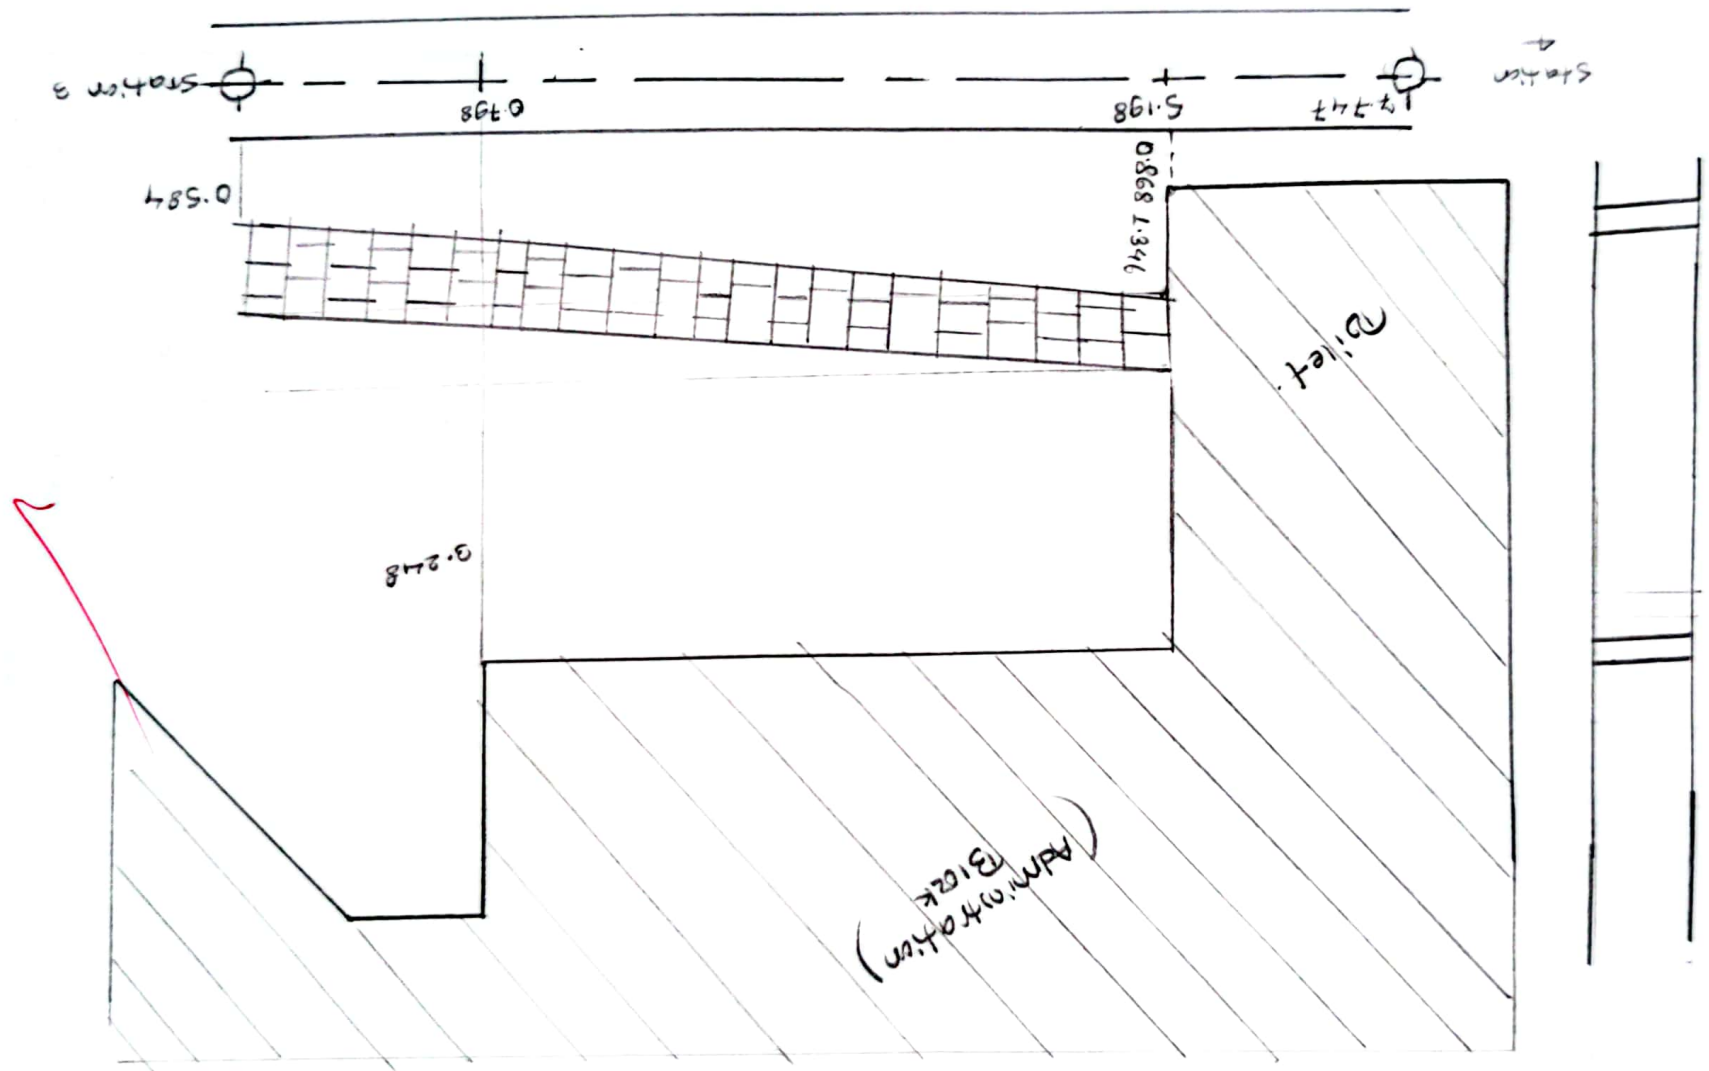 Station 3
0.798
5.198
7.747
Station
4
0.584
0.868 1.346
Toilet
3.248
(Administration)
Block